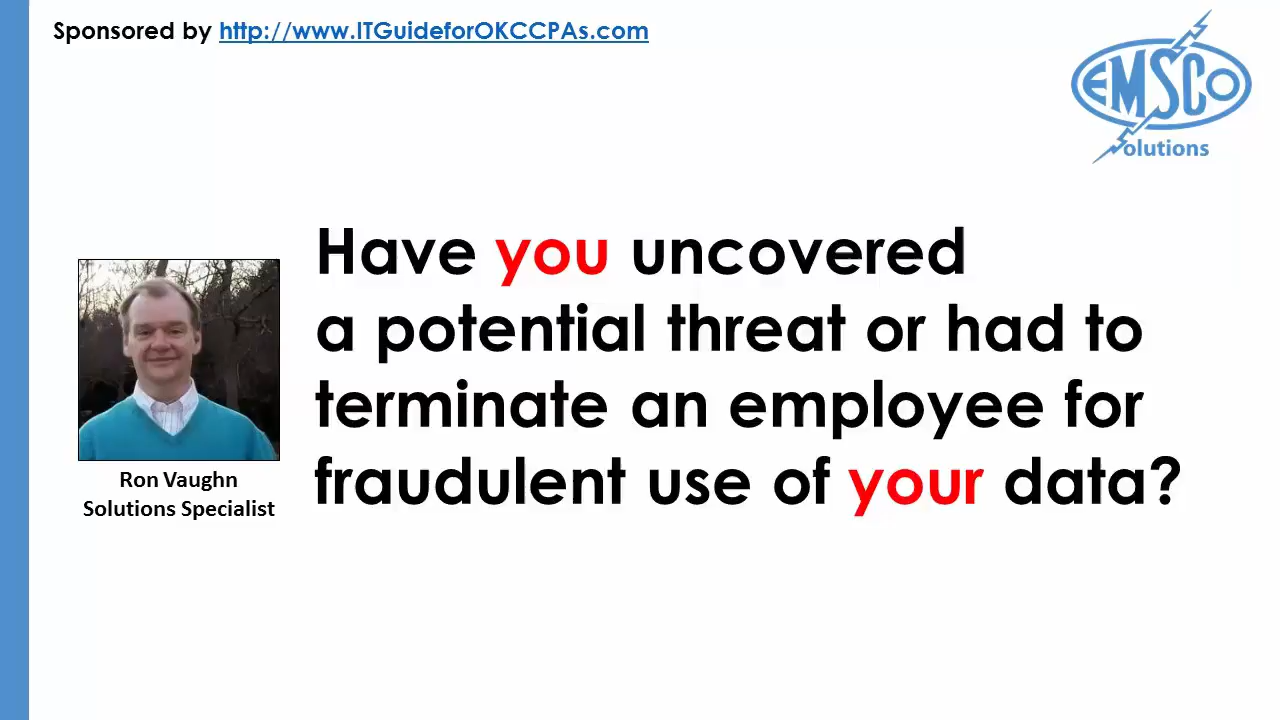 Sponsored by http://www.ITGuideforOKCCPAs.com
EMSCO
Solutions
Have you uncovered
a potential threat or had to
terminate an employee for
fraudulent use of your data?
Ron Vaughn
Solutions Specialist